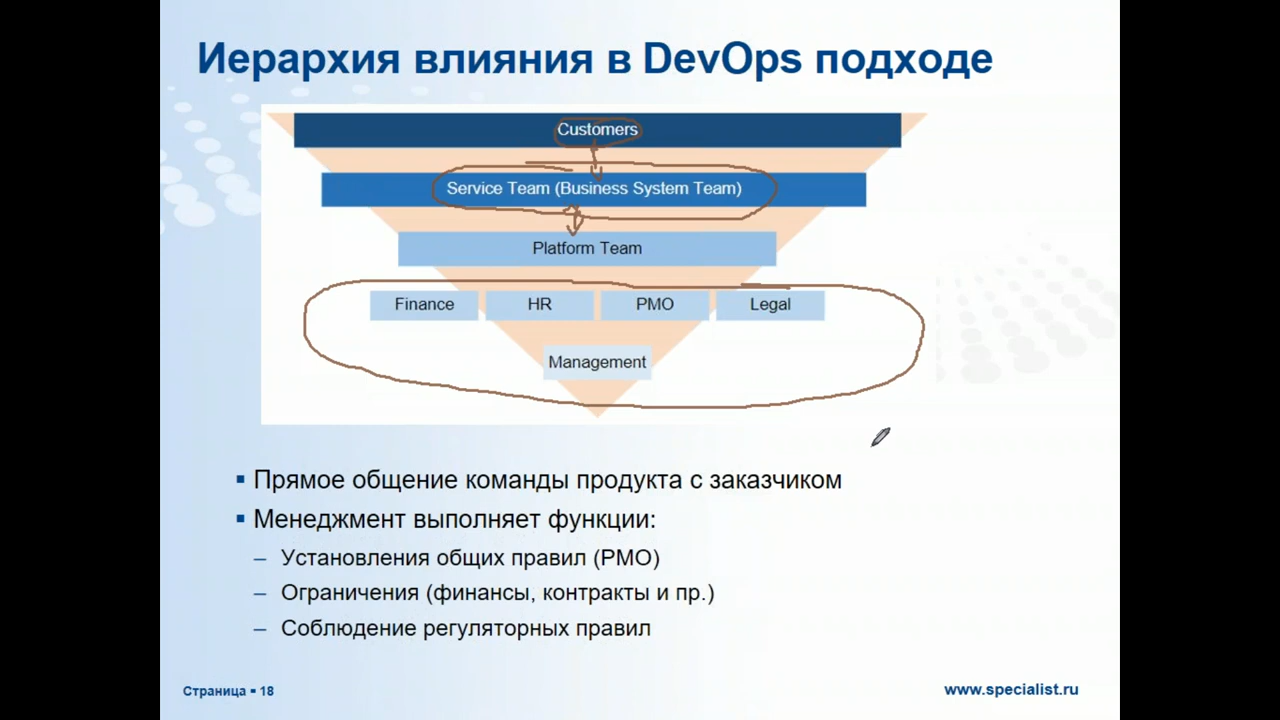 Иерархия влияния в DevOps подходе
Customers
Service Team (Business System Team)
Platform Team
Finance HR PMO Legal
Management
▪ Прямое общение команды продукта с заказчиком
▪ Менеджмент выполняет функции:
– Установления общих правил (PMO)
– Ограничения (финансы, контракты и пр.)
– Соблюдение регуляторных правил
Страница ▪ 18
www.specialist.ru